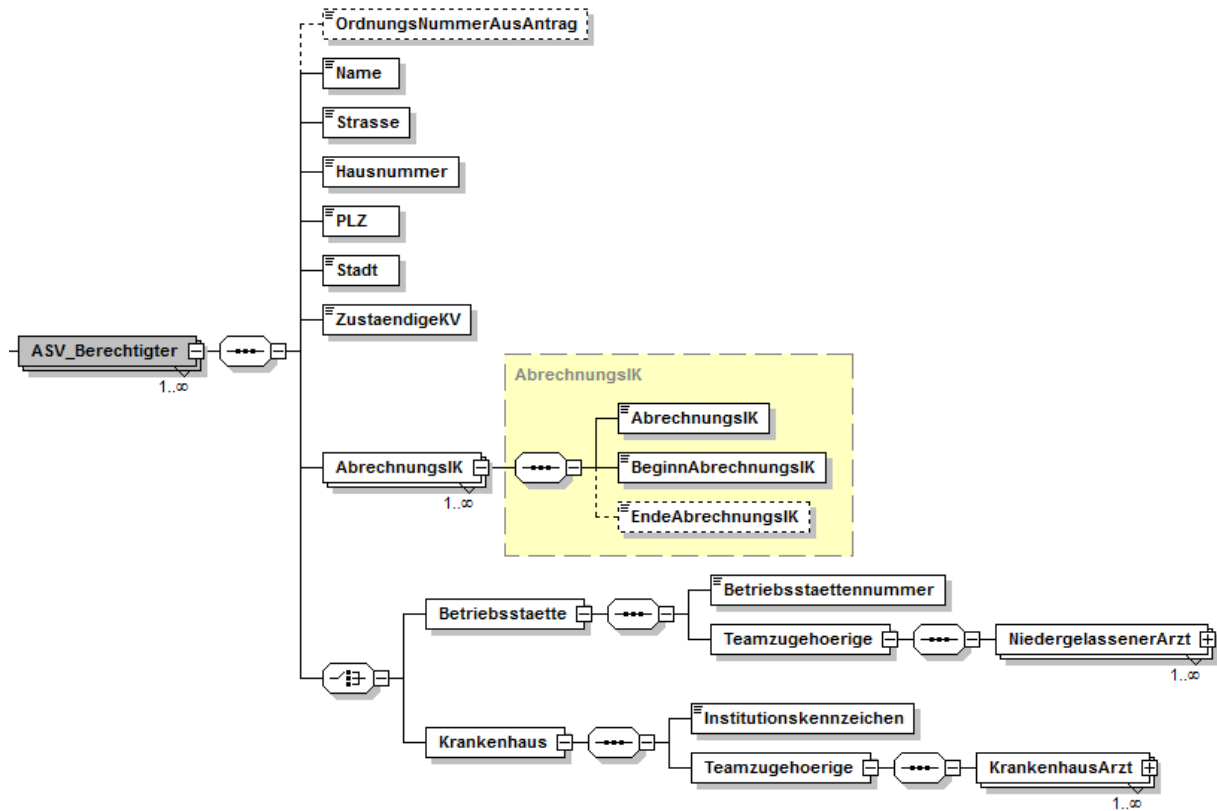 OrdnungsNummerAusAntrag
Name
Strasse
Hausnummer
PLZ
Stadt
ZustaendigeKV
ASV_Berechtigter
1..∞
AbrechnungsIK
AbrechnungsIK
BeginnAbrechnungsIK
EndeAbrechnungsIK
AbrechnungsIK
1..∞
Betriebsstaette
Betriebsstaettennummer
Teamzugehoerige
NiedergelassenerArzt
1..∞
Krankenhaus
Institutionskennzeichen
Teamzugehoerige
KrankenhausArzt
1..∞